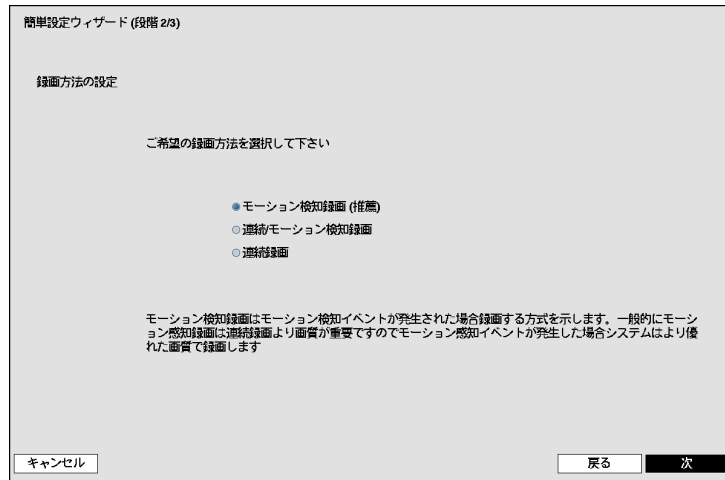 簡単設定ウィザード (段階 2/3)
録画方法の設定
ご希望の録画方法を選択して下さい
モーション検知録画 (推薦)
連続/モーション検知録画
連続録画
モーション検知録画はモーション検知イベントが発生された場合録画する方式を示します。一般的にモーシ
ョン感知録画は連続録画より画質が重要ですのでモーション感知イベントが発生した場合システムはより優
れた画質で録画します
キャンセル
戻る
次